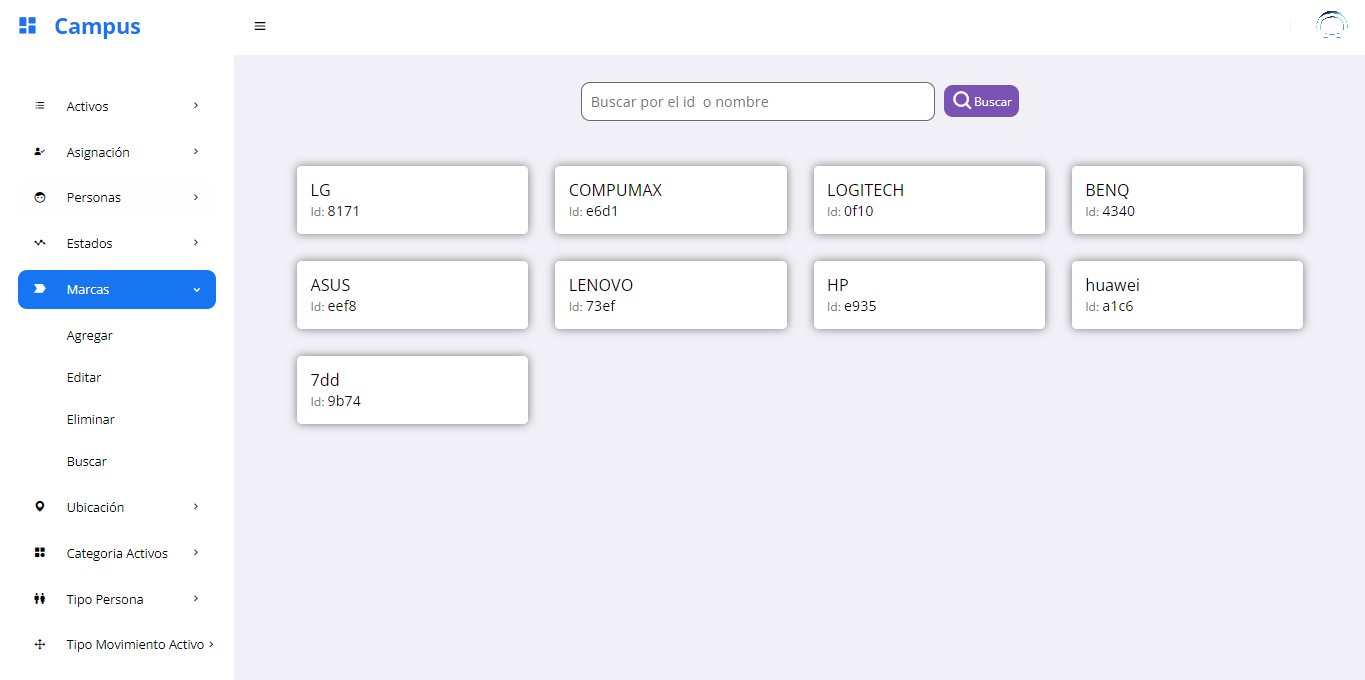 Campus
Activos
Asignación
Personas
Estados
Marcas
Agregar
Editar
Eliminar
Buscar
Ubicación
Categoria Activos
Tipo Persona
Tipo Movimiento Activo
Buscar por el id o nombre
Buscar
LG
Id: 8171
COMPUMAX
Id: e6d1
LOGITECH
Id: 0f10
BENQ
Id: 4340
ASUS
Id: eef8
LENOVO
Id: 73ef
HP
Id: e935
huawei
Id: a1c6
7dd
Id: 9b74